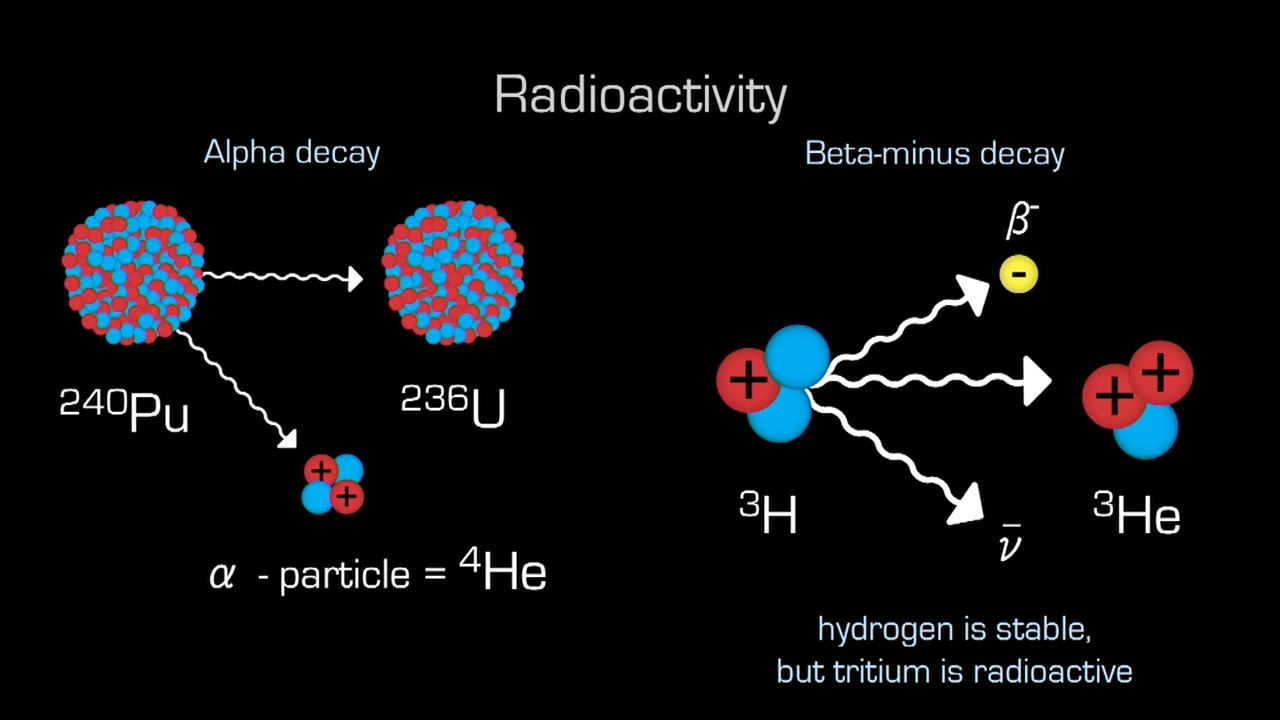 Radioactivity
Alpha decay
²⁴⁰Pu
²³⁶U
+
+
α - particle = ⁴He
Beta-minus decay
β⁻
-
+
+
+
³H
³He
ν̄
hydrogen is stable,
but tritium is radioactive